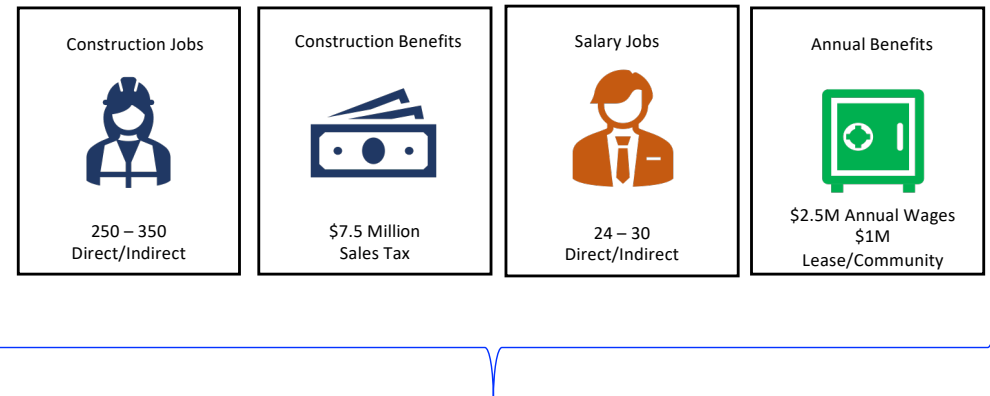 Construction Jobs
250 – 350
Direct/Indirect
Construction Benefits
$7.5 Million
Sales Tax
Salary Jobs
24 – 30
Direct/Indirect
Annual Benefits
$2.5M Annual Wages
$1M
Lease/Community